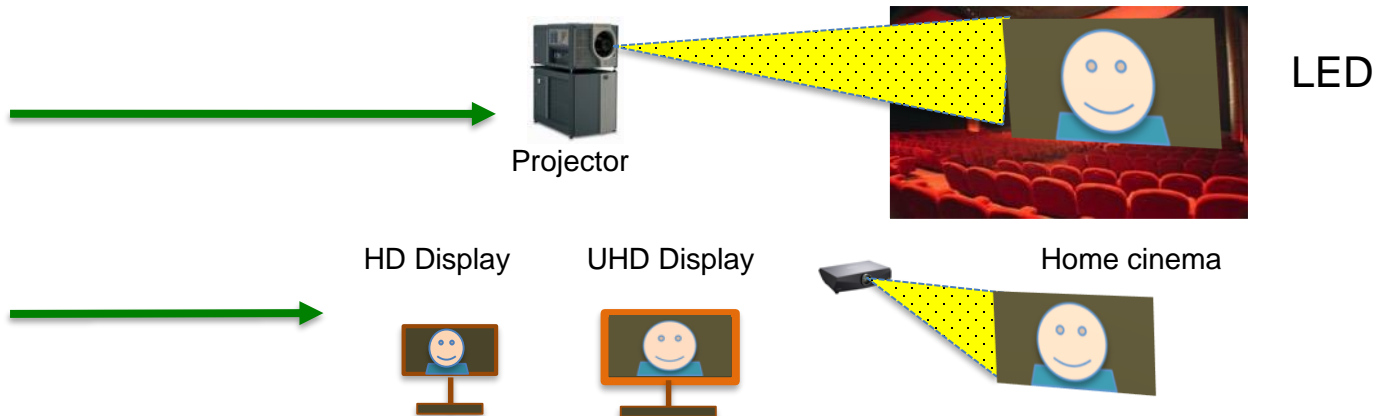 LED
Projector
HD Display
UHD Display
Home cinema